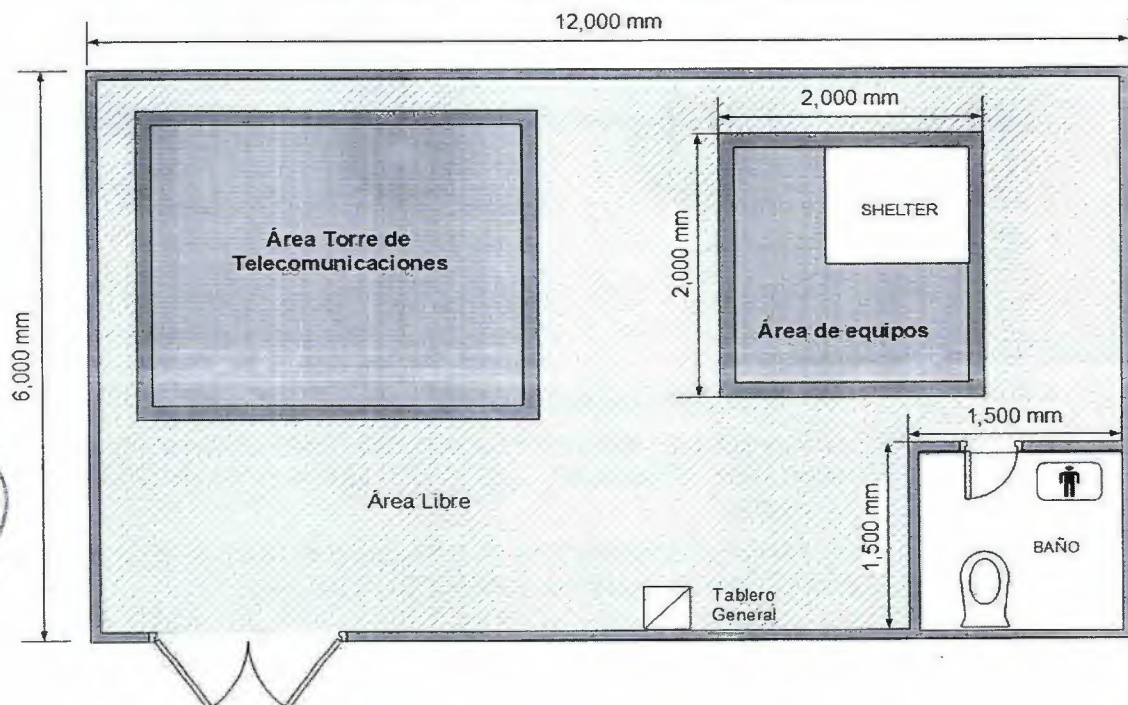 12,000 mm
2,000 mm
6,000 mm
Área Torre de
Telecomunicaciones
2,000 mm
SHELTER
Área de equipos
1,500 mm
Área Libre
1,500 mm
BAÑO
Tablero
General